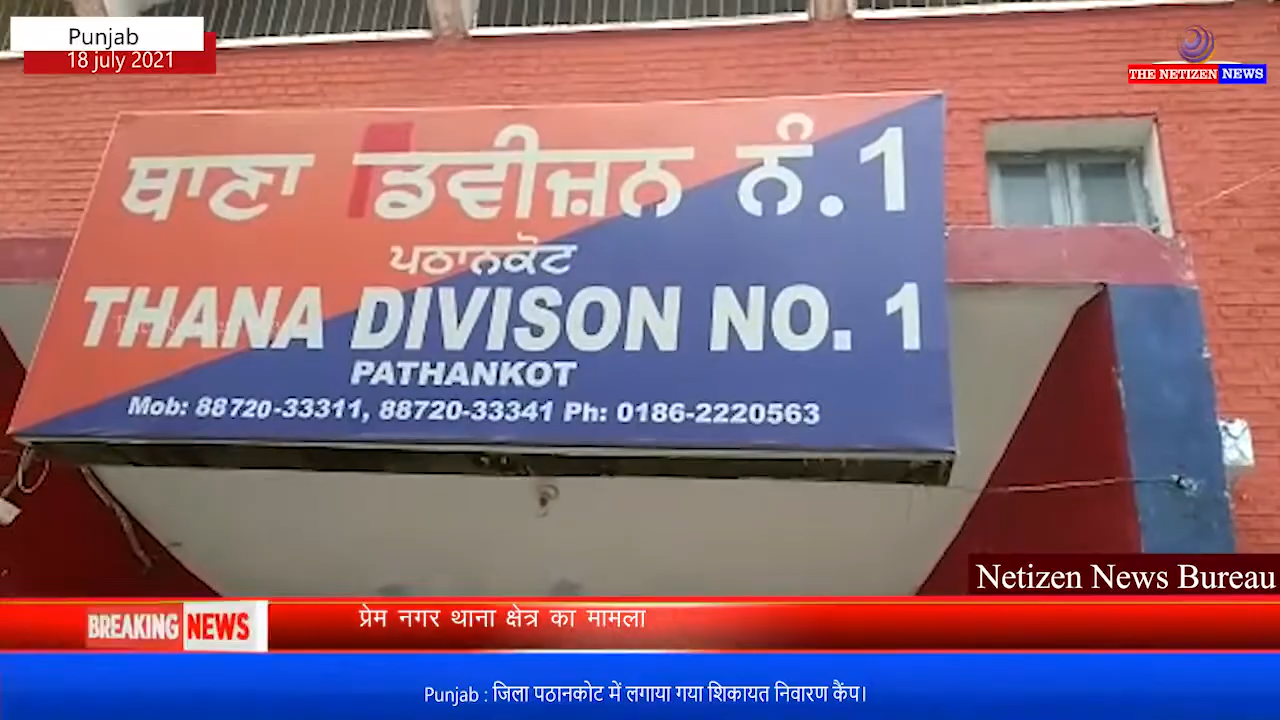 Punjab
18 july 2021
THE NETIZEN NEWS
ਥਾਣਾ ਡਵੀਜ਼ਨ ਨੰ.1
ਪਠਾਨਕੋਟ
THANA DIVISON NO. 1
PATHANKOT
Mob: 88720-33311, 88720-33341 Ph: 0186-2220563
Netizen News Bureau
BREAKING NEWS
प्रेम नगर थाना क्षेत्र का मामला
Punjab : जिला पठानकोट में लगाया गया शिकायत निवारण कैंप।